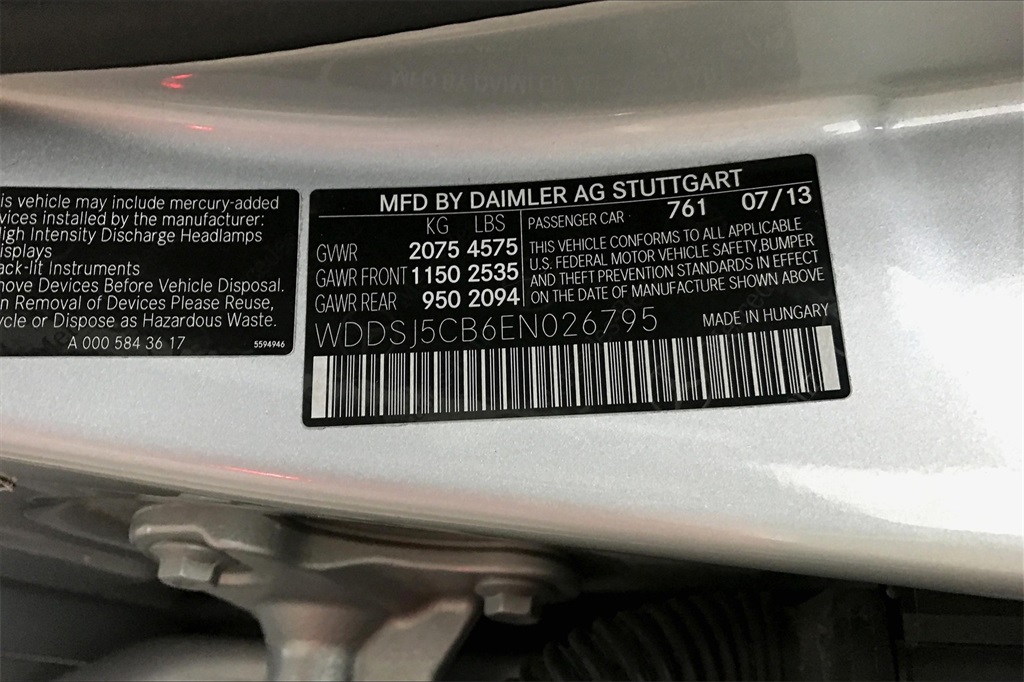 is vehicle may include mercury-added
vices installed by the manufacturer:
igh Intensity Discharge Headlamps
isplays
ack-lit Instruments
move Devices Before Vehicle Disposal.
n Removal of Devices Please Reuse,
ycle or Dispose as Hazardous Waste.
A 000 584 36 17
5594946
MFD BY DAIMLER AG STUTTGART
KG LBS
GVWR 2075 4575
GAWR FRONT 1150 2535
GAWR REAR 950 2094
PASSENGER CAR 761 07/13
THIS VEHICLE CONFORMS TO ALL APPLICABLE
U.S. FEDERAL MOTOR VEHICLE SAFETY,BUMPER
AND THEFT PREVENTION STANDARDS IN EFFECT
ON THE DATE OF MANUFACTURE SHOWN ABOVE
WDDSJ5CB6EN026795
MADE IN HUNGARY